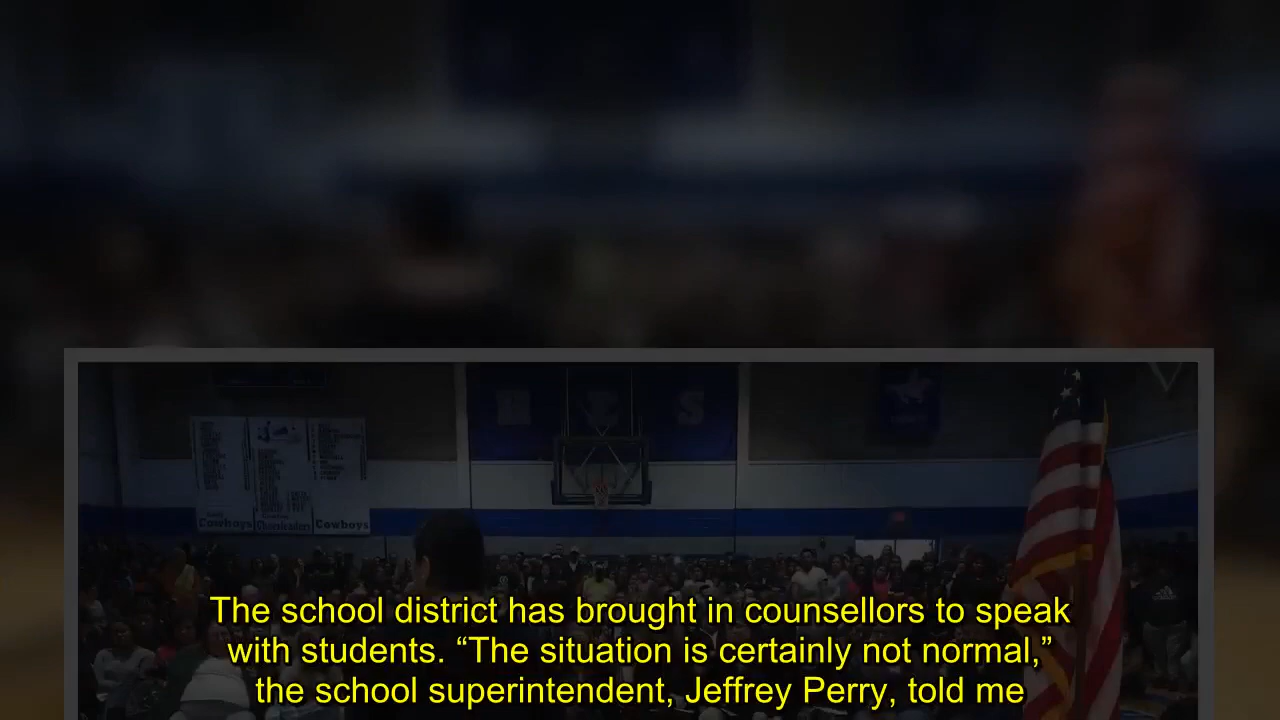 Cowboys
Cheerleaders
Cowboys
The school district has brought in counsellors to speak
with students. “The situation is certainly not normal,”
the school superintendent, Jeffrey Perry, told me